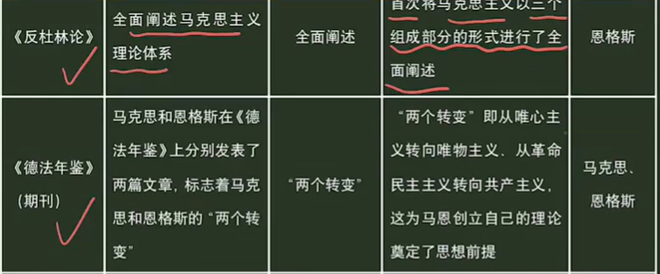 首次将马克思主义以三个
《反杜林论》
全面阐述马克思主义
理论体系
全面阐述
组成部分的形式进行了全
面阐述
恩格斯
《德法年鉴》
(期刊)
马克思和恩格斯在《德
法年鉴》上分别发表了
两篇文章，标志着马克
思和恩格斯的“两个转
变”
“两个转变”
“两个转变”即从唯心主
义转向唯物主义、从革命
民主主义转向共产主义，
这为马恩创立自己的理论
奠定了思想前提
马克思、
恩格斯